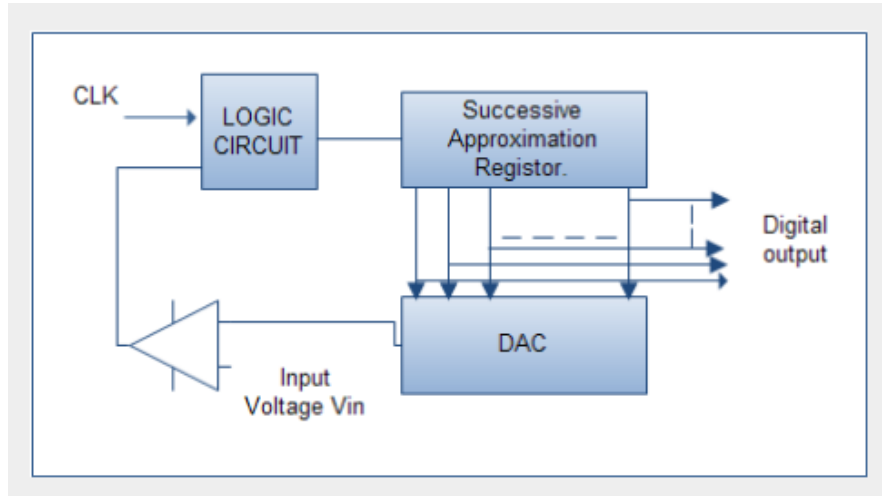 CLK
LOGIC
CIRCUIT
Successive
Approximation
Registor.
Digital
output
DAC
Input
Voltage Vin